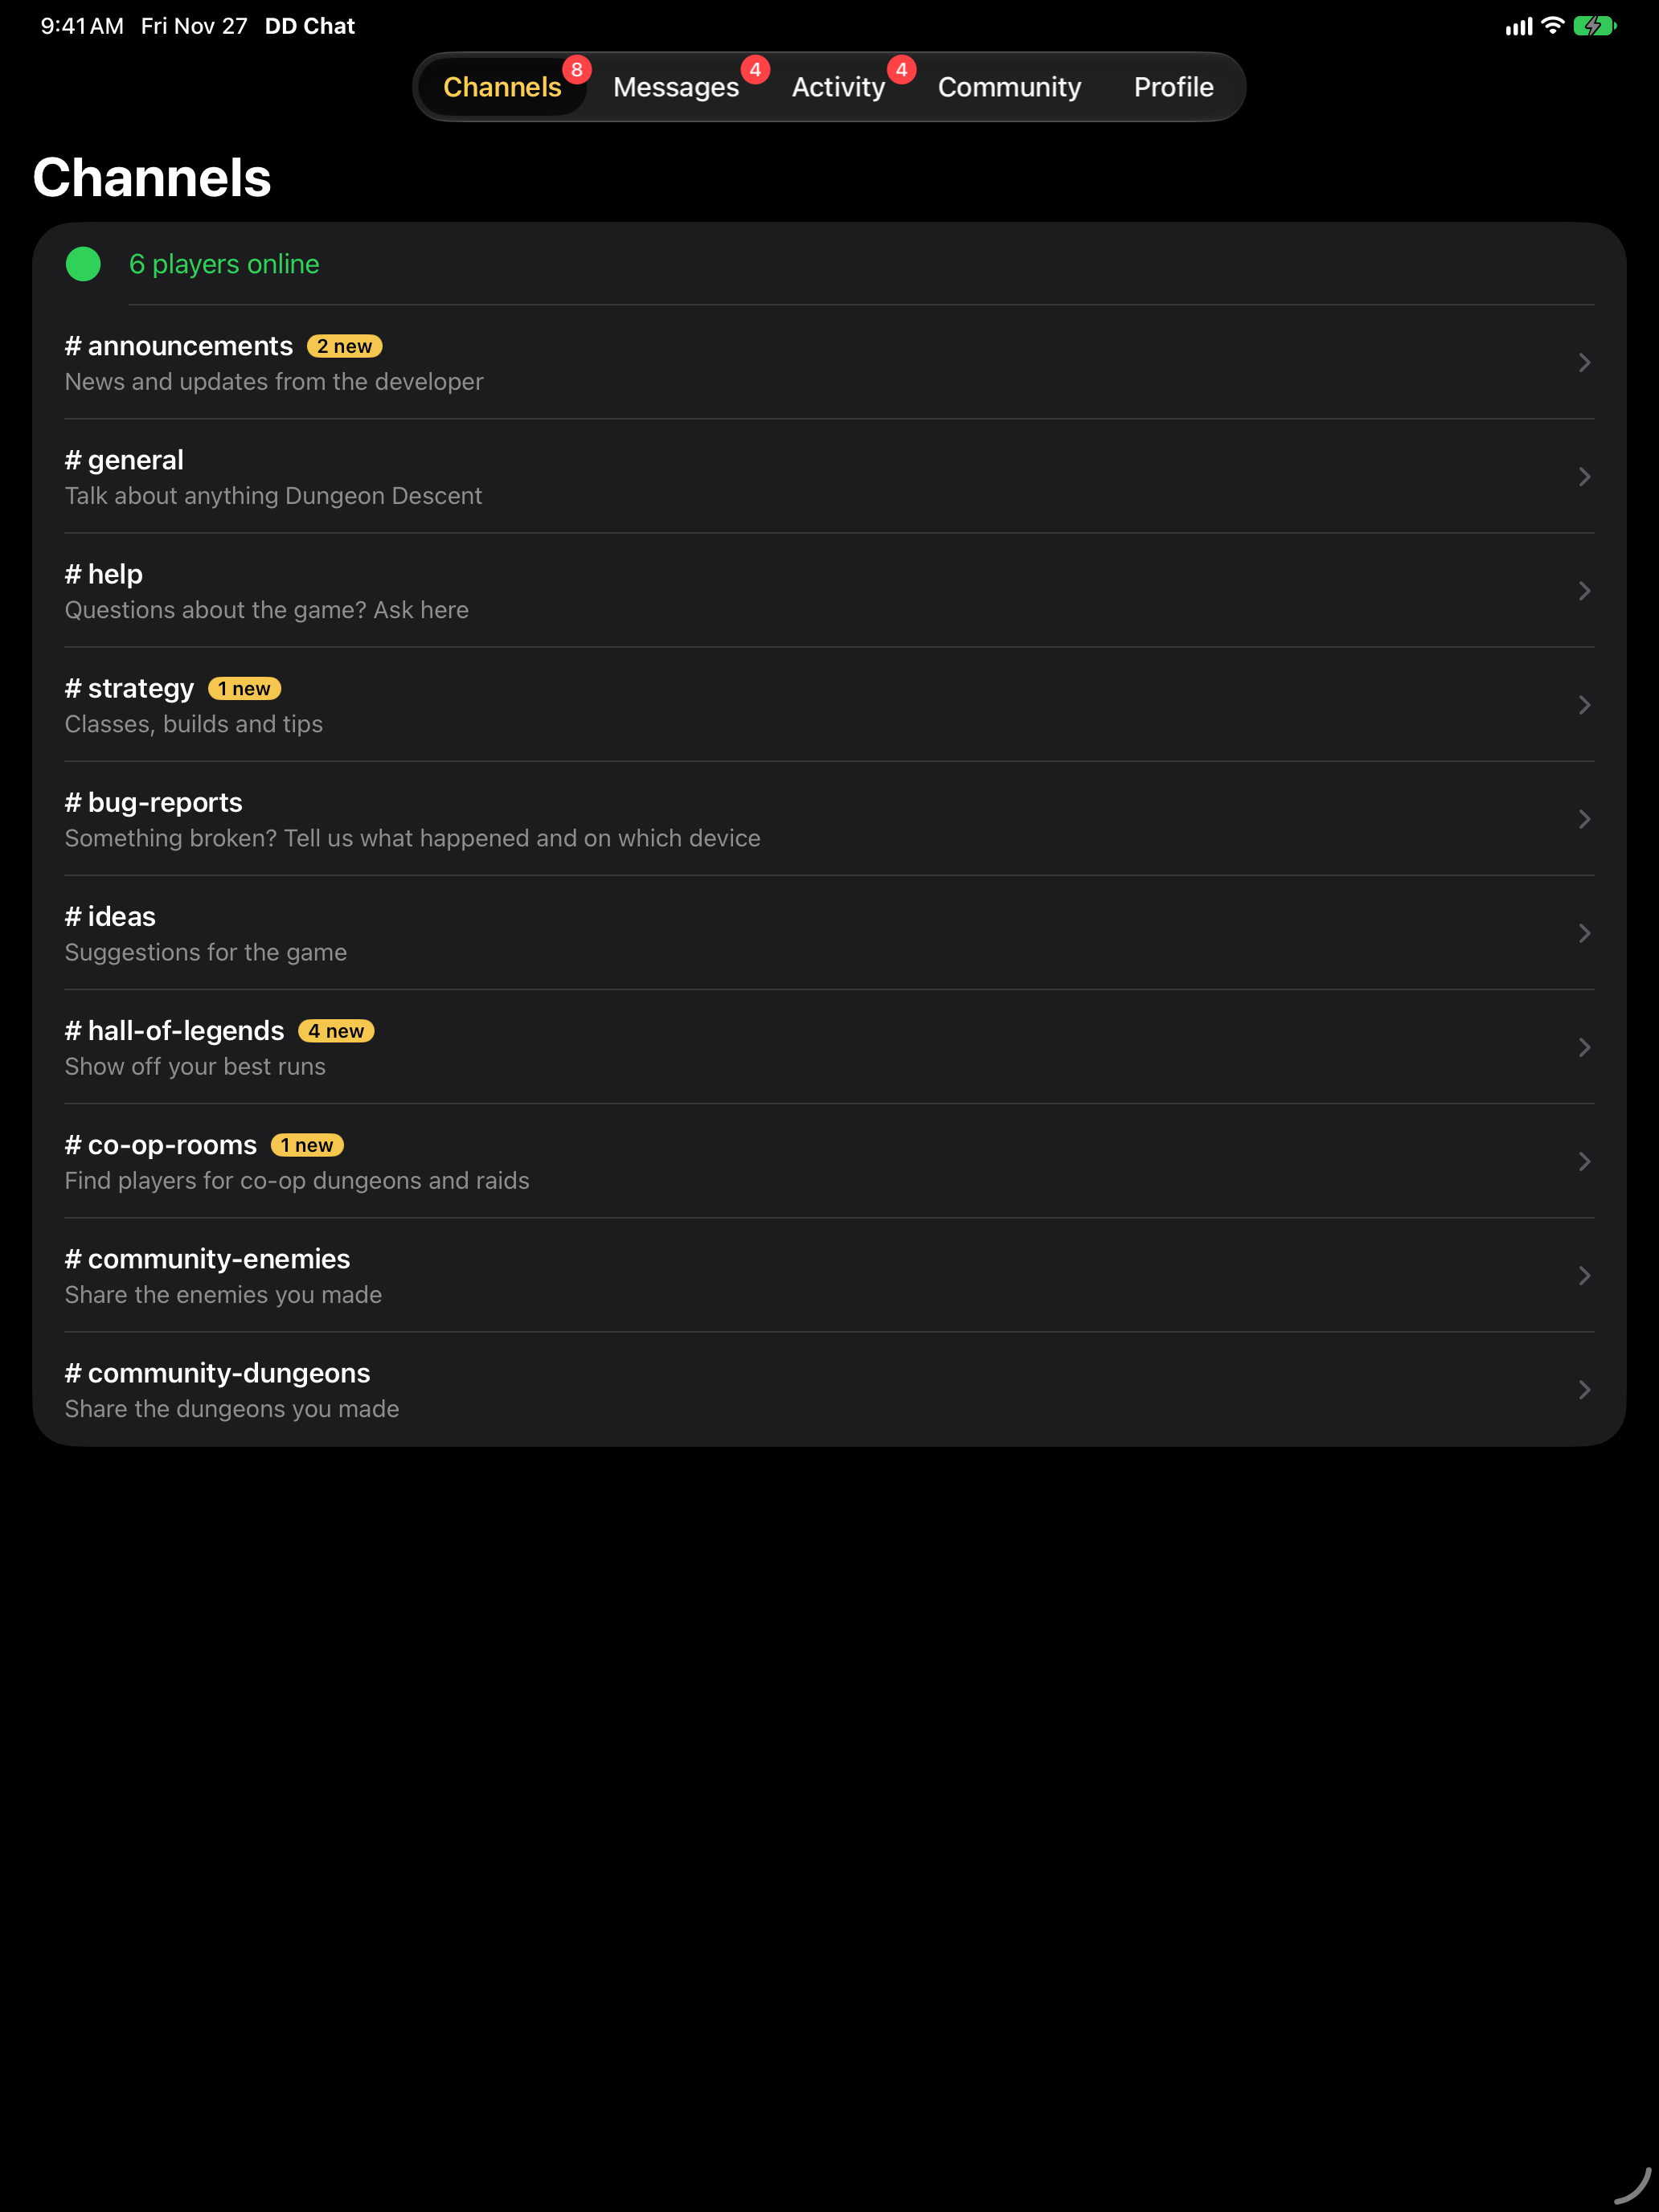 9:41 AM Fri Nov 27 DD Chat
Channels 8 Messages 4 Activity 4 Community Profile
Channels
6 players online
# announcements 2 new
News and updates from the developer
# general
Talk about anything Dungeon Descent
# help
Questions about the game? Ask here
# strategy 1 new
Classes, builds and tips
# bug-reports
Something broken? Tell us what happened and on which device
# ideas
Suggestions for the game
# hall-of-legends 4 new
Show off your best runs
# co-op-rooms 1 new
Find players for co-op dungeons and raids
# community-enemies
Share the enemies you made
# community-dungeons
Share the dungeons you made